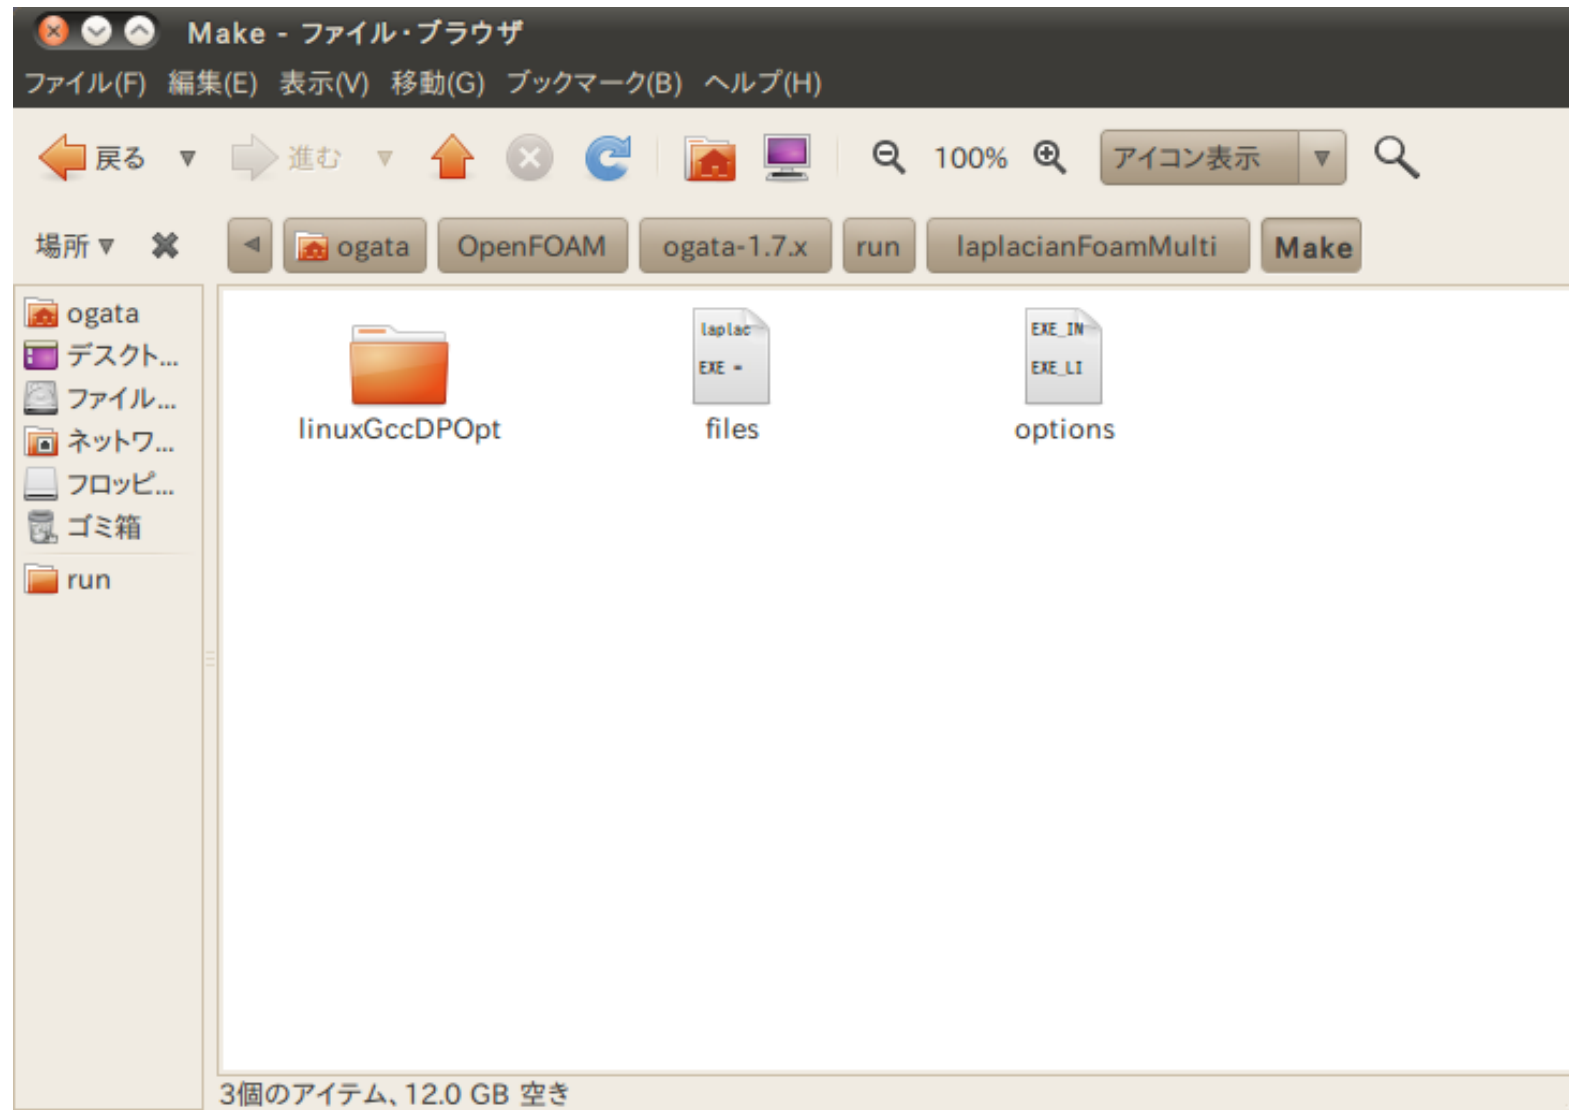 Make - ファイル・ブラウザ
ファイル(F) 編集(E) 表示(V) 移動(G) ブックマーク(B) ヘルプ(H)
戻る 進む 100% アイコン表示
場所 ogata OpenFOAM ogata-1.7.x run laplacianFoamMulti Make
ogata
デスクト...
ファイル...
ネットワ...
フロッピ...
ゴミ箱
run
laplac
EXE =
EXE_IN
EXE_LI
linuxGccDPOpt files options
3個のアイテム、12.0 GB 空き